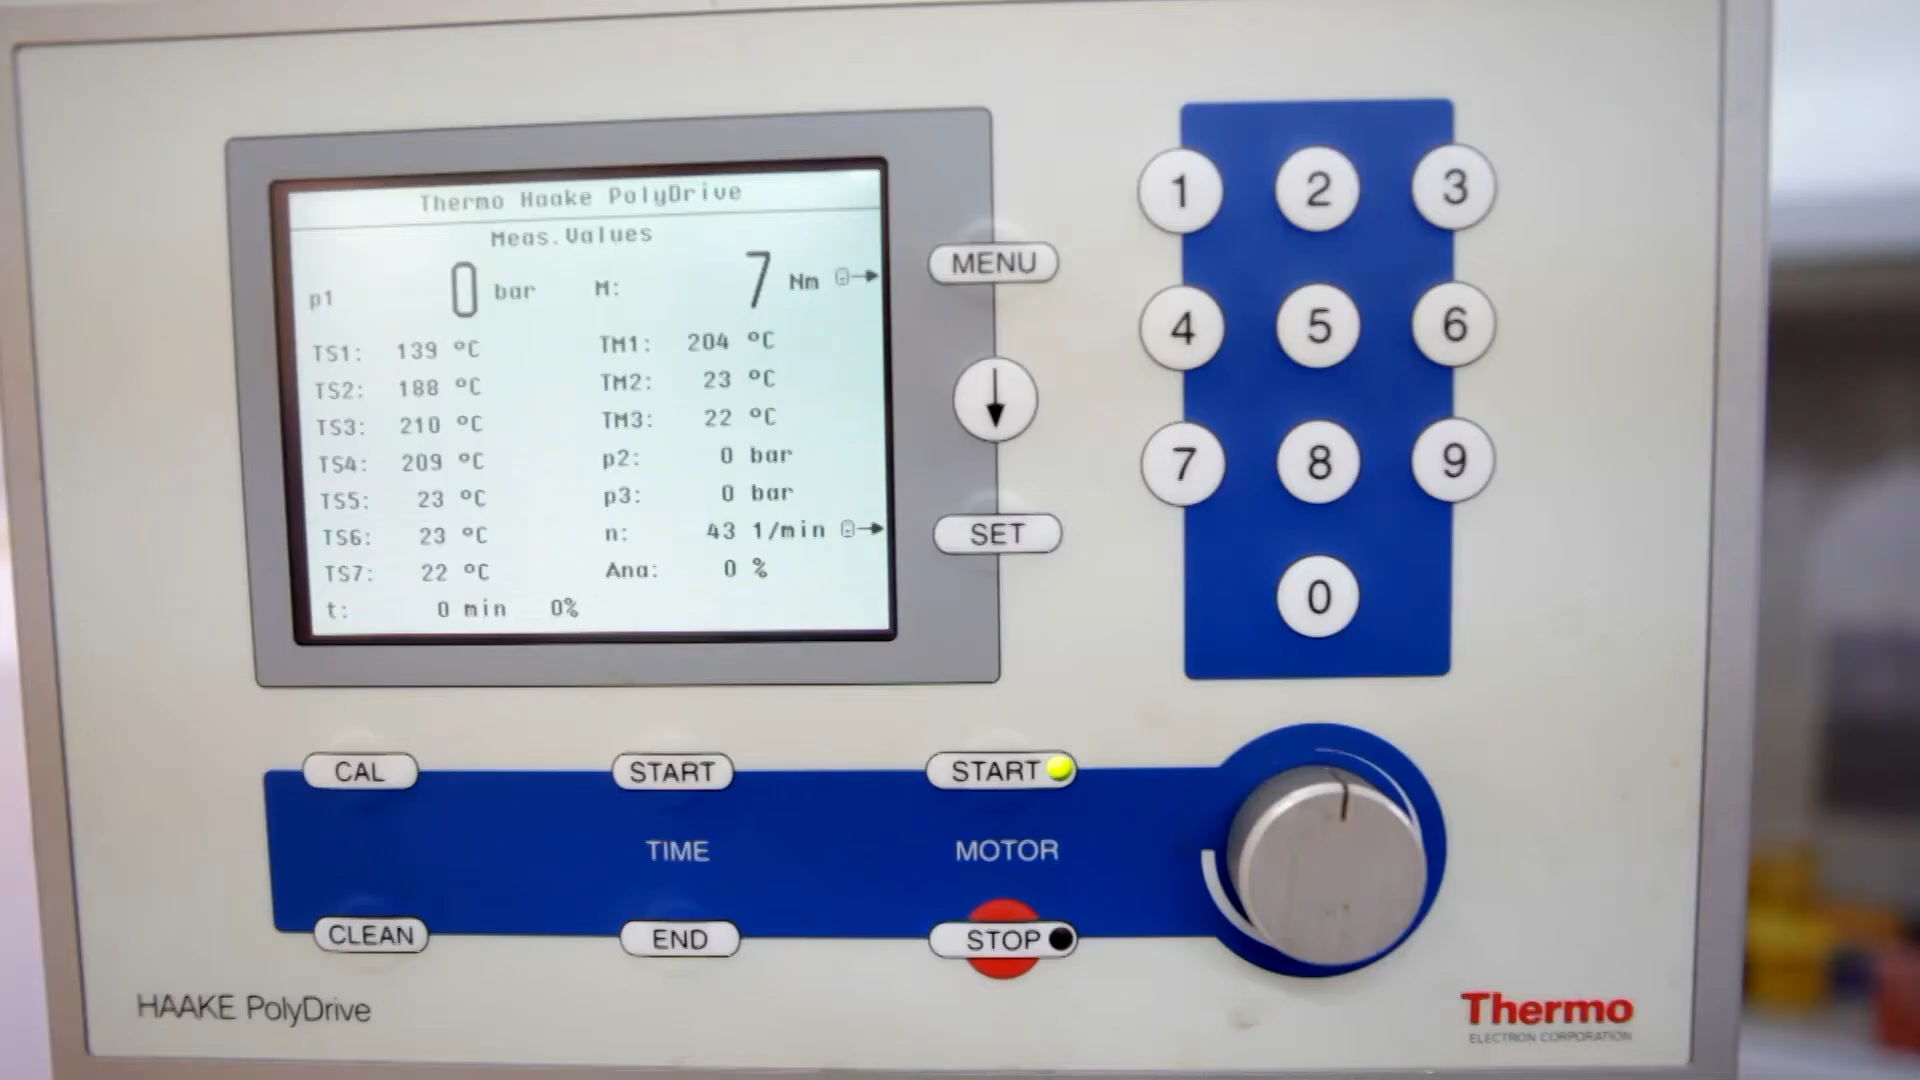 Thermo Haake PolyDrive
Meas.Values
p1 0 bar M: 7 Nm
TS1: 139 °C TM1: 204 °C
TS2: 188 °C TM2: 23 °C
TS3: 210 °C TM3: 22 °C
TS4: 209 °C p2: 0 bar
TS5: 23 °C p3: 0 bar
TS6: 23 °C n: 43 1/min
TS7: 22 °C Ana: 0 %
t: 0 min 0%
MENU
SET
1 2 3
4 5 6
7 8 9
0
CAL START START
TIME MOTOR
CLEAN END STOP
HAAKE PolyDrive
Thermo
ELECTRON CORPORATION